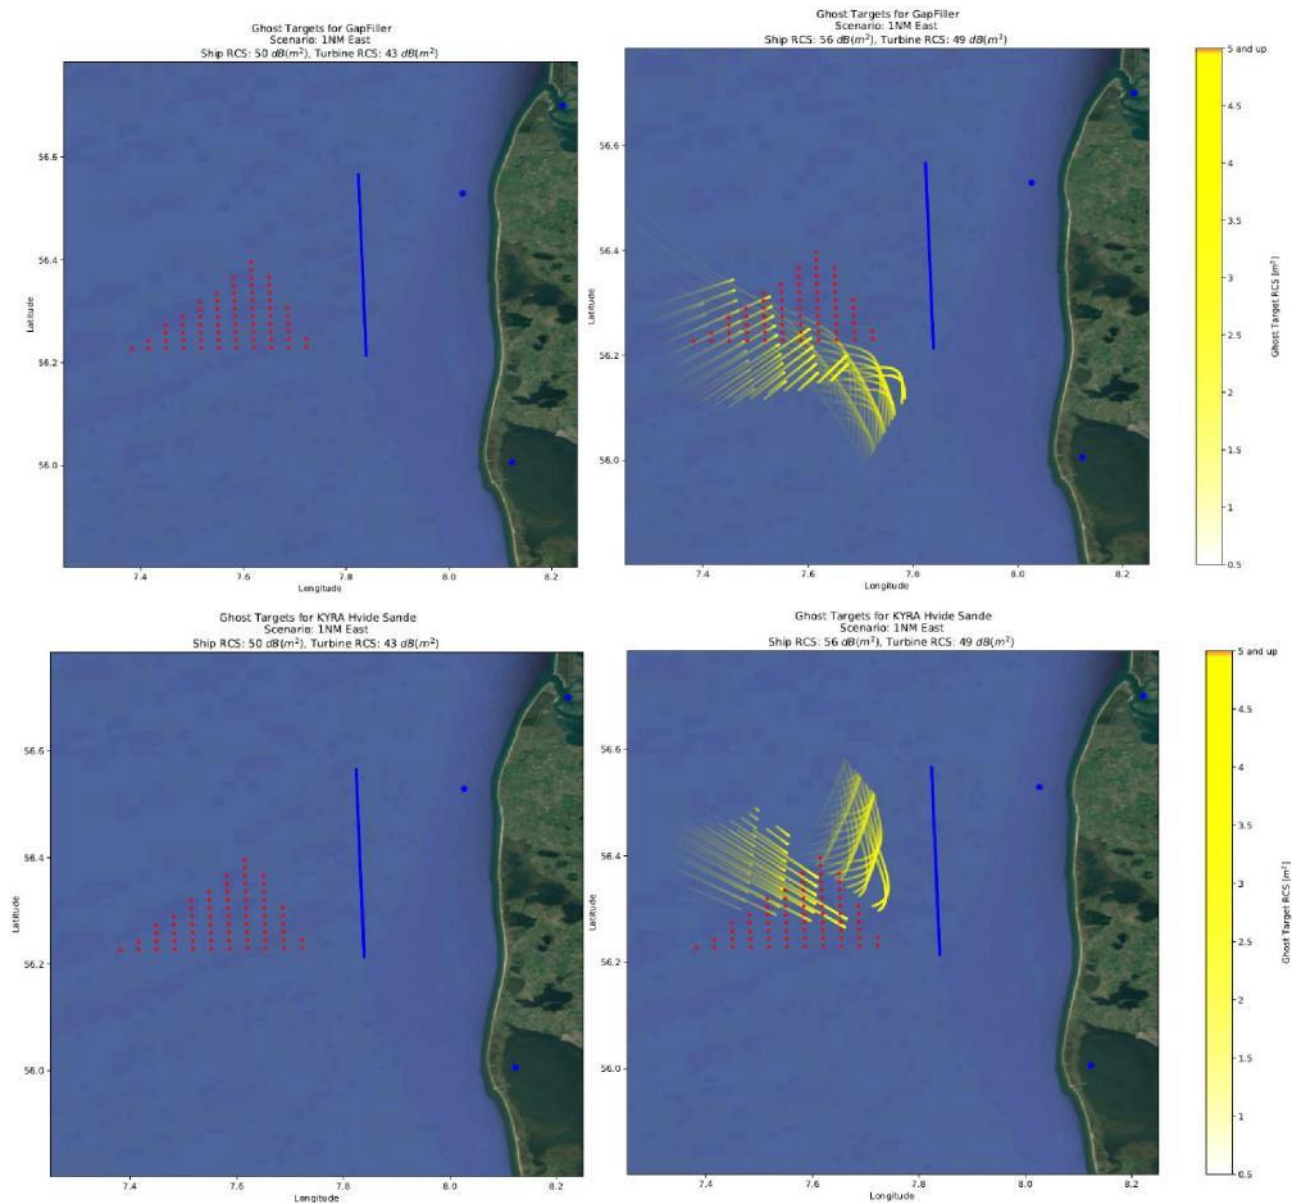 Ghost Targets for GapFiller
Scenario: 1NM East
Ship RCS: 50 dB(m²), Turbine RCS: 43 dB(m²)
56.6
56.4
56.2
56.0
Latitude
7.4
7.6
7.8
8.0
8.2
Longitude
Ghost Targets for GapFiller
Scenario: 1NM East
Ship RCS: 56 dB(m²), Turbine RCS: 49 dB(m²)
56.6
56.4
56.2
56.0
Latitude
7.4
7.6
7.8
8.0
8.2
Longitude
5 and up
4.5
4
3.5
3
2.5
2
1.5
1
0.5
Ghost Target RCS [m²]
Ghost Targets for KYRA Hvide Sande
Scenario: 1NM East
Ship RCS: 50 dB(m²), Turbine RCS: 43 dB(m²)
56.6
56.4
56.2
56.0
Latitude
7.4
7.6
7.8
8.0
8.2
Longitude
Ghost Targets for KYRA Hvide Sande
Scenario: 1NM East
Ship RCS: 56 dB(m²), Turbine RCS: 49 dB(m²)
56.6
56.4
56.2
56.0
Latitude
7.4
7.6
7.8
8.0
8.2
Longitude
5 and up
4.5
4
3.5
3
2.5
2
1.5
1
0.5
Ghost Target RCS [m²]